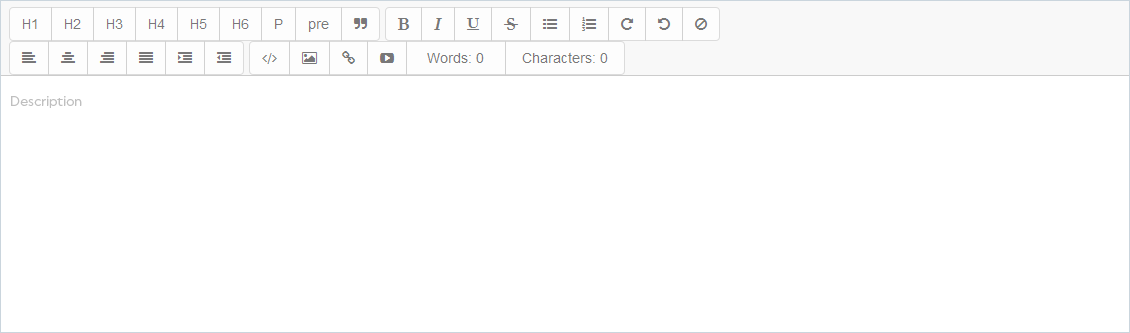 H1 H2 H3 H4 H5 H6 P pre ❞ B I U S
</> Words: 0 Characters: 0
Description